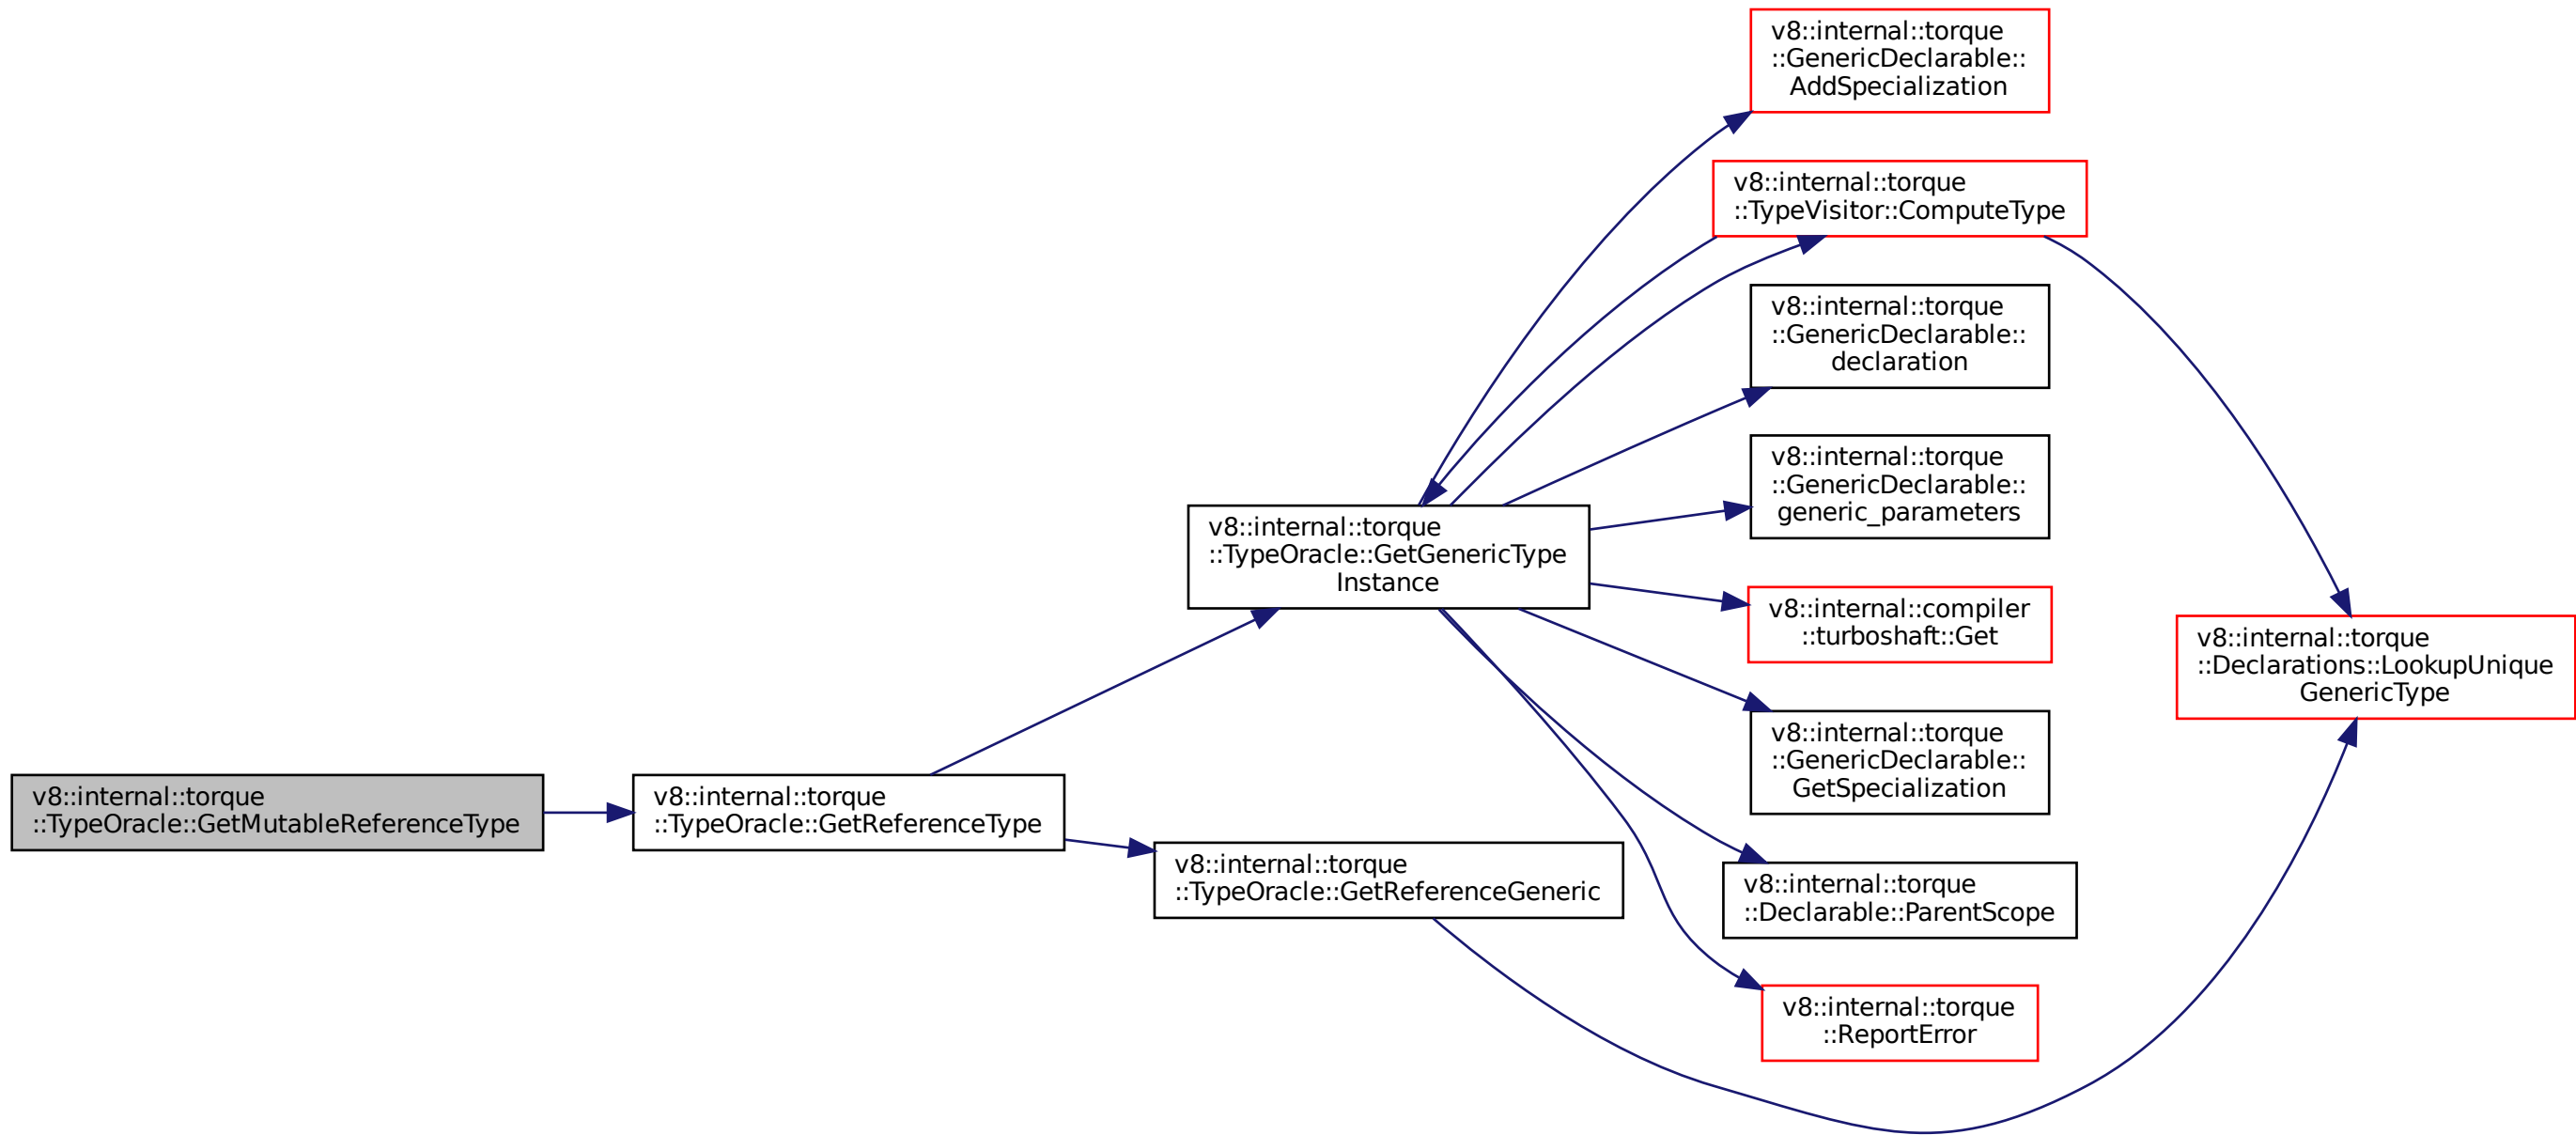 v8::internal::torque
::GenericDeclarable::
AddSpecialization
v8::internal::torque
::TypeVisitor::ComputeType
v8::internal::torque
::GenericDeclarable::
declaration
v8::internal::torque
::GenericDeclarable::
generic_parameters
v8::internal::torque
::TypeOracle::GetGenericType
Instance
v8::internal::compiler
::turboshaft::Get
v8::internal::torque
::Declarations::LookupUnique
GenericType
v8::internal::torque
::GenericDeclarable::
GetSpecialization
v8::internal::torque
::TypeOracle::GetMutableReferenceType
v8::internal::torque
::TypeOracle::GetReferenceType
v8::internal::torque
::TypeOracle::GetReferenceGeneric
v8::internal::torque
::Declarable::ParentScope
v8::internal::torque
::ReportError